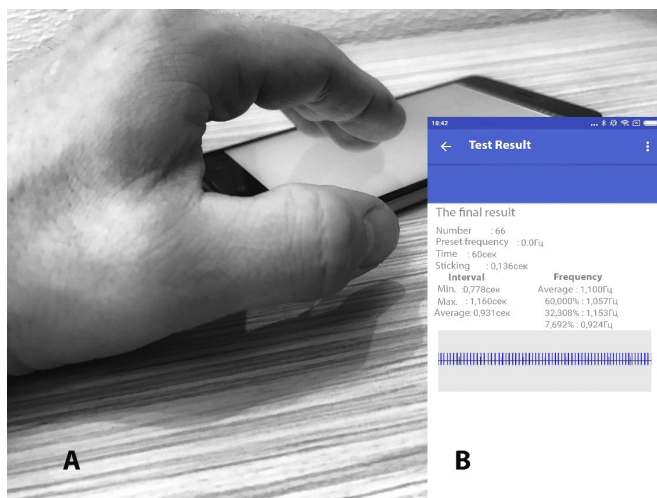 18:42
Test Result
The final result
Number : 66
Preset frequency : 0.0Гц
Time : 60сек
Sticking : 0,136сек
Interval Frequency
Min. :0,778сек Average : 1,100Гц
Max. : 1,160сек 60,000% : 1,057Гц
Average: 0,931сек 32,308% : 1,153Гц
7,692% : 0,924Гц
A
B